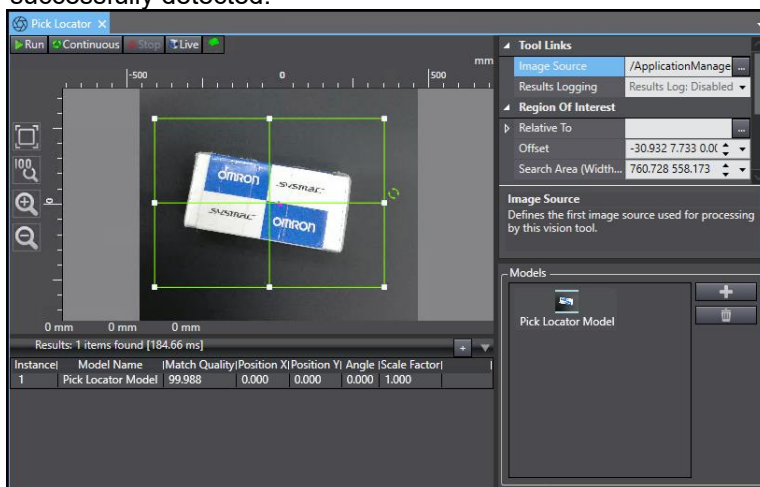 successfully detected.
Pick Locator
Run Continuous Stop Live
mm
-500 0 500
0
0 mm 0 mm 0 mm
OMRON SYSMAC
SYSMAC OMRON
Results: 1 items found [184.66 ms]
Instance Model Name Match Quality Position X Position Y Angle Scale Factor
1 Pick Locator Model 99.988 0.000 0.000 0.000 1.000
Tool Links
Image Source /ApplicationManage ...
Results Logging Results Log: Disabled
Region Of Interest
Relative To ...
Offset -30.932 7.733 0.0
Search Area (Width... 760.728 558.173
Image Source
Defines the first image source used for processing
by this vision tool.
Models
Pick Locator Model